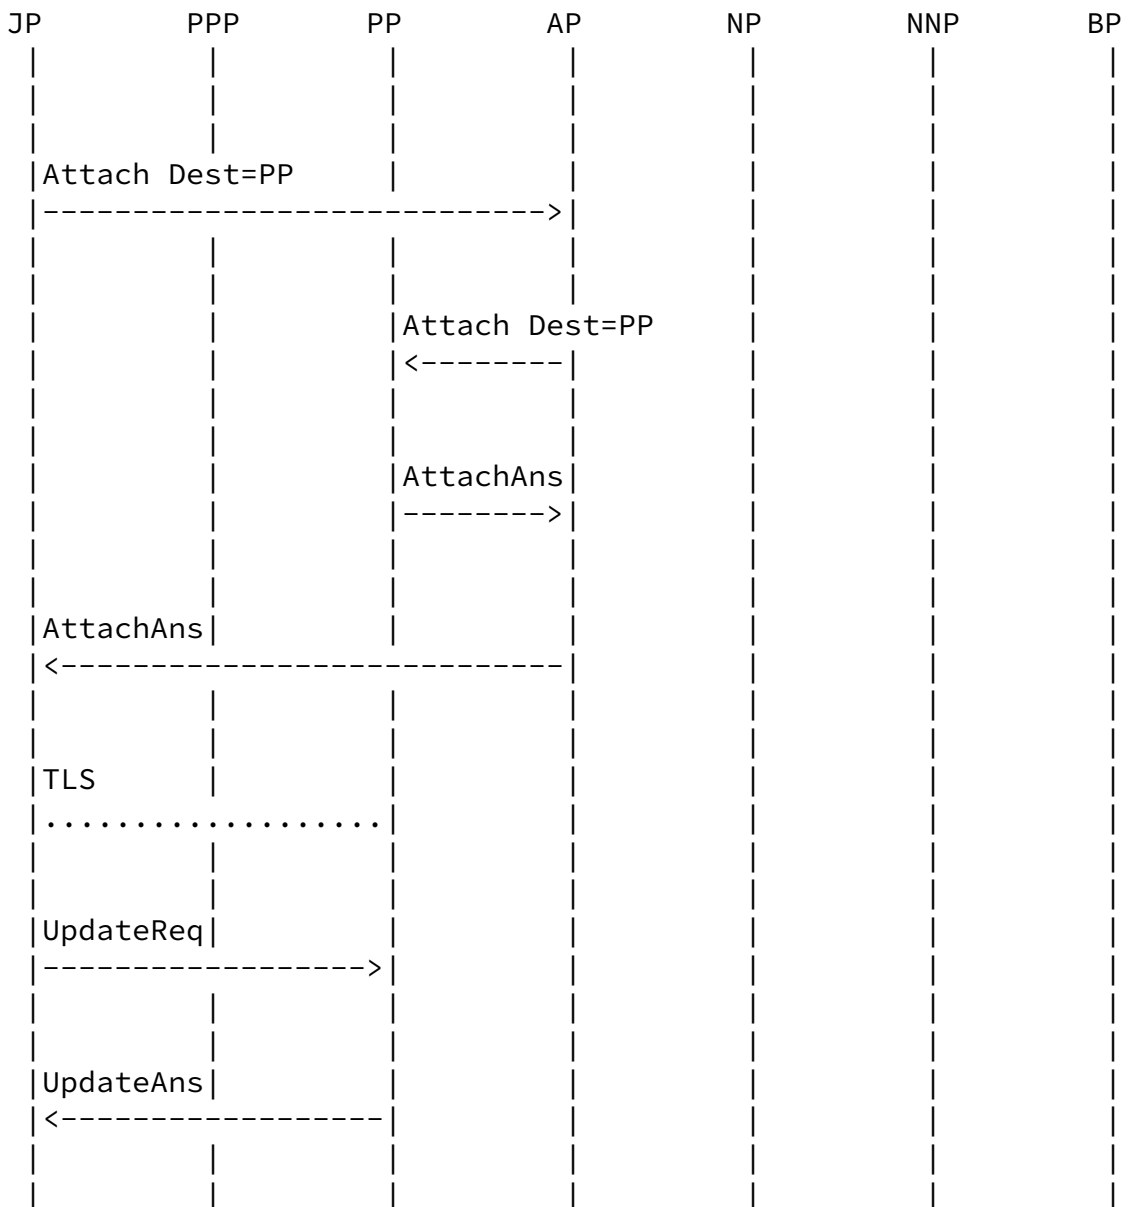 JP PPP PP AP NP NNP BP
Attach Dest=PP
Attach Dest=PP
AttachAns
AttachAns
TLS
UpdateReq
UpdateAns